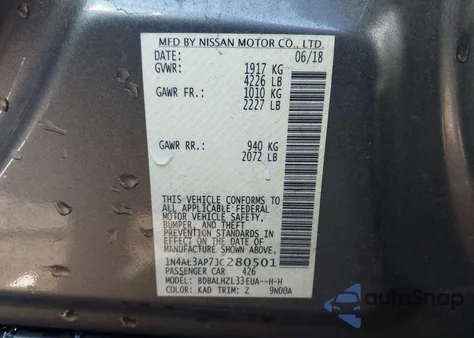 MFD BY NISSAN MOTOR CO., LTD.
DATE: 06/18
GVWR: 1917 KG
4226 LB
GAWR FR.: 1010 KG
2227 LB
GAWR RR.: 940 KG
2072 LB
THIS VEHICLE CONFORMS TO
ALL APPLICABLE FEDERAL
MOTOR VEHICLE SAFETY,
BUMPER, AND THEFT
PREVENTION STANDARDS IN
EFFECT ON THE DATE OF
MANUFACTURE SHOWN ABOVE.
1N4AL3AP7JC280501
PASSENGER CAR 426
MODEL: BDBALHZL33EUA--H-H
COLOR: KAD TRIM: Z 9N00A
AutoSnap